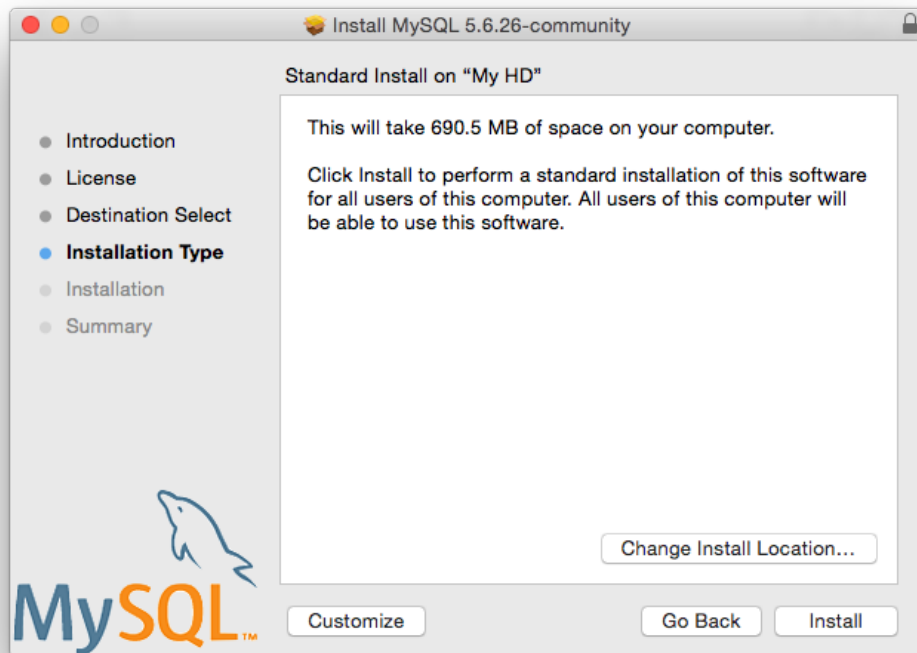 Install MySQL 5.6.26-community
Standard Install on “My HD”
Introduction
License
Destination Select
Installation Type
Installation
Summary
This will take 690.5 MB of space on your computer.
Click Install to perform a standard installation of this software
for all users of this computer. All users of this computer will
be able to use this software.
Change Install Location...
MySQL™
Customize
Go Back
Install